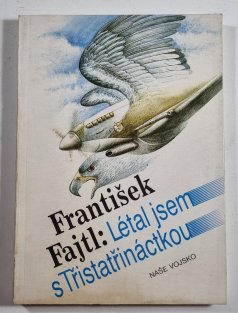 František
Fajtl: Létal jsem
s Třistatřináctkou
NAŠE VOJSKO